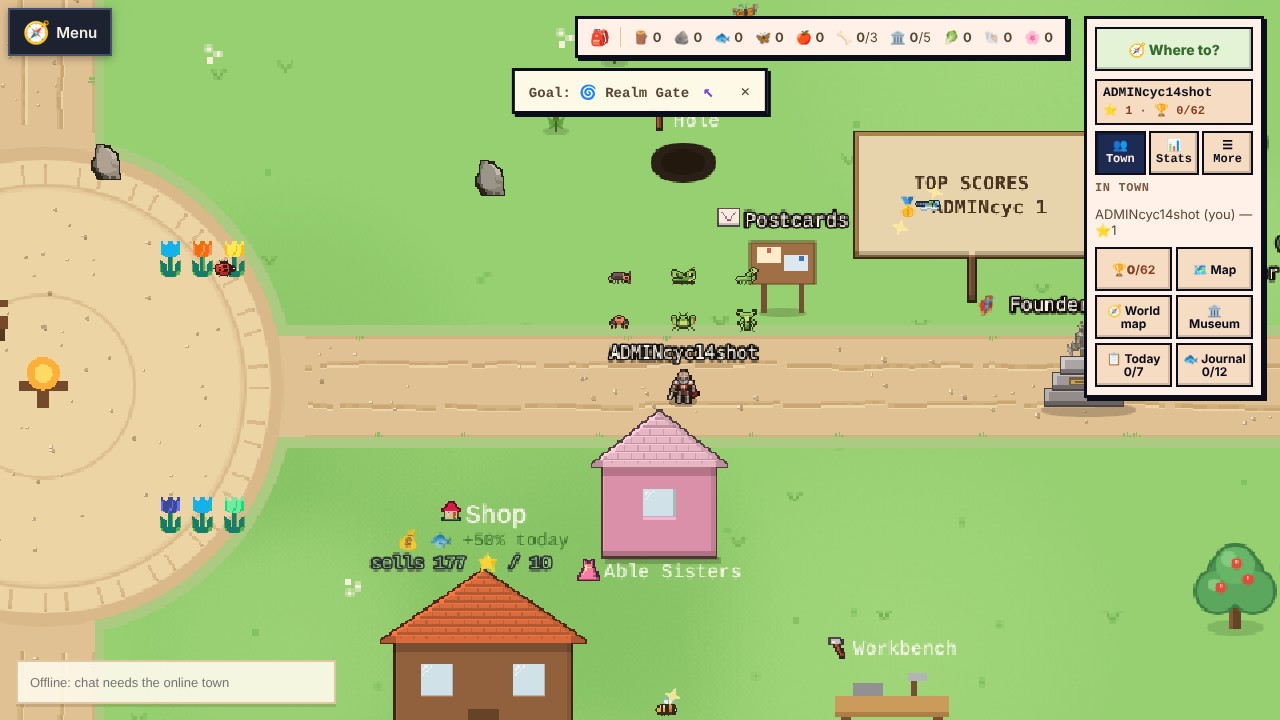 Menu
0 0 0 0 0 0/3 0/5 0 0 0
Where to?
Goal: Realm Gate ×
ADMINcyc14shot
1 · 0/62
Hole
Town Stats More
TOP SCORES
ADMINcyc 1
IN TOWN
ADMINcyc14shot (you) —
1
Postcards
0/62 Map
Founder
World map
Museum
ADMINcyc14shot
Today 0/7
Journal 0/12
Shop
+50% today
sells 177 / 10
Able Sisters
Workbench
Offline: chat needs the online town